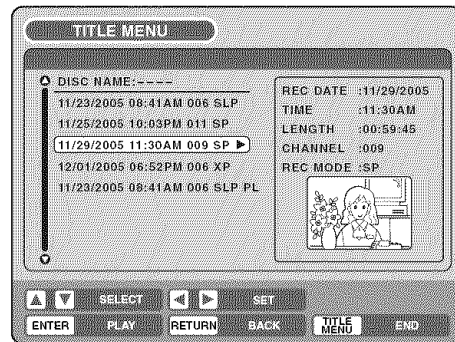 TITLE MENU
DISC NAME:----
11/23/2005 08:41AM 006 SLP
11/25/2005 10:03PM 011 SP
11/29/2005 11:30AM 009 SP ▶
12/01/2005 06:52PM 006 XP
11/23/2005 08:41AM 006 SLP PL
REC DATE :11/29/2005
TIME :11:30AM
LENGTH :00:59:45
CHANNEL :009
REC MODE :SP
SELECT SET
ENTER PLAY RETURN BACK TITLE MENU END